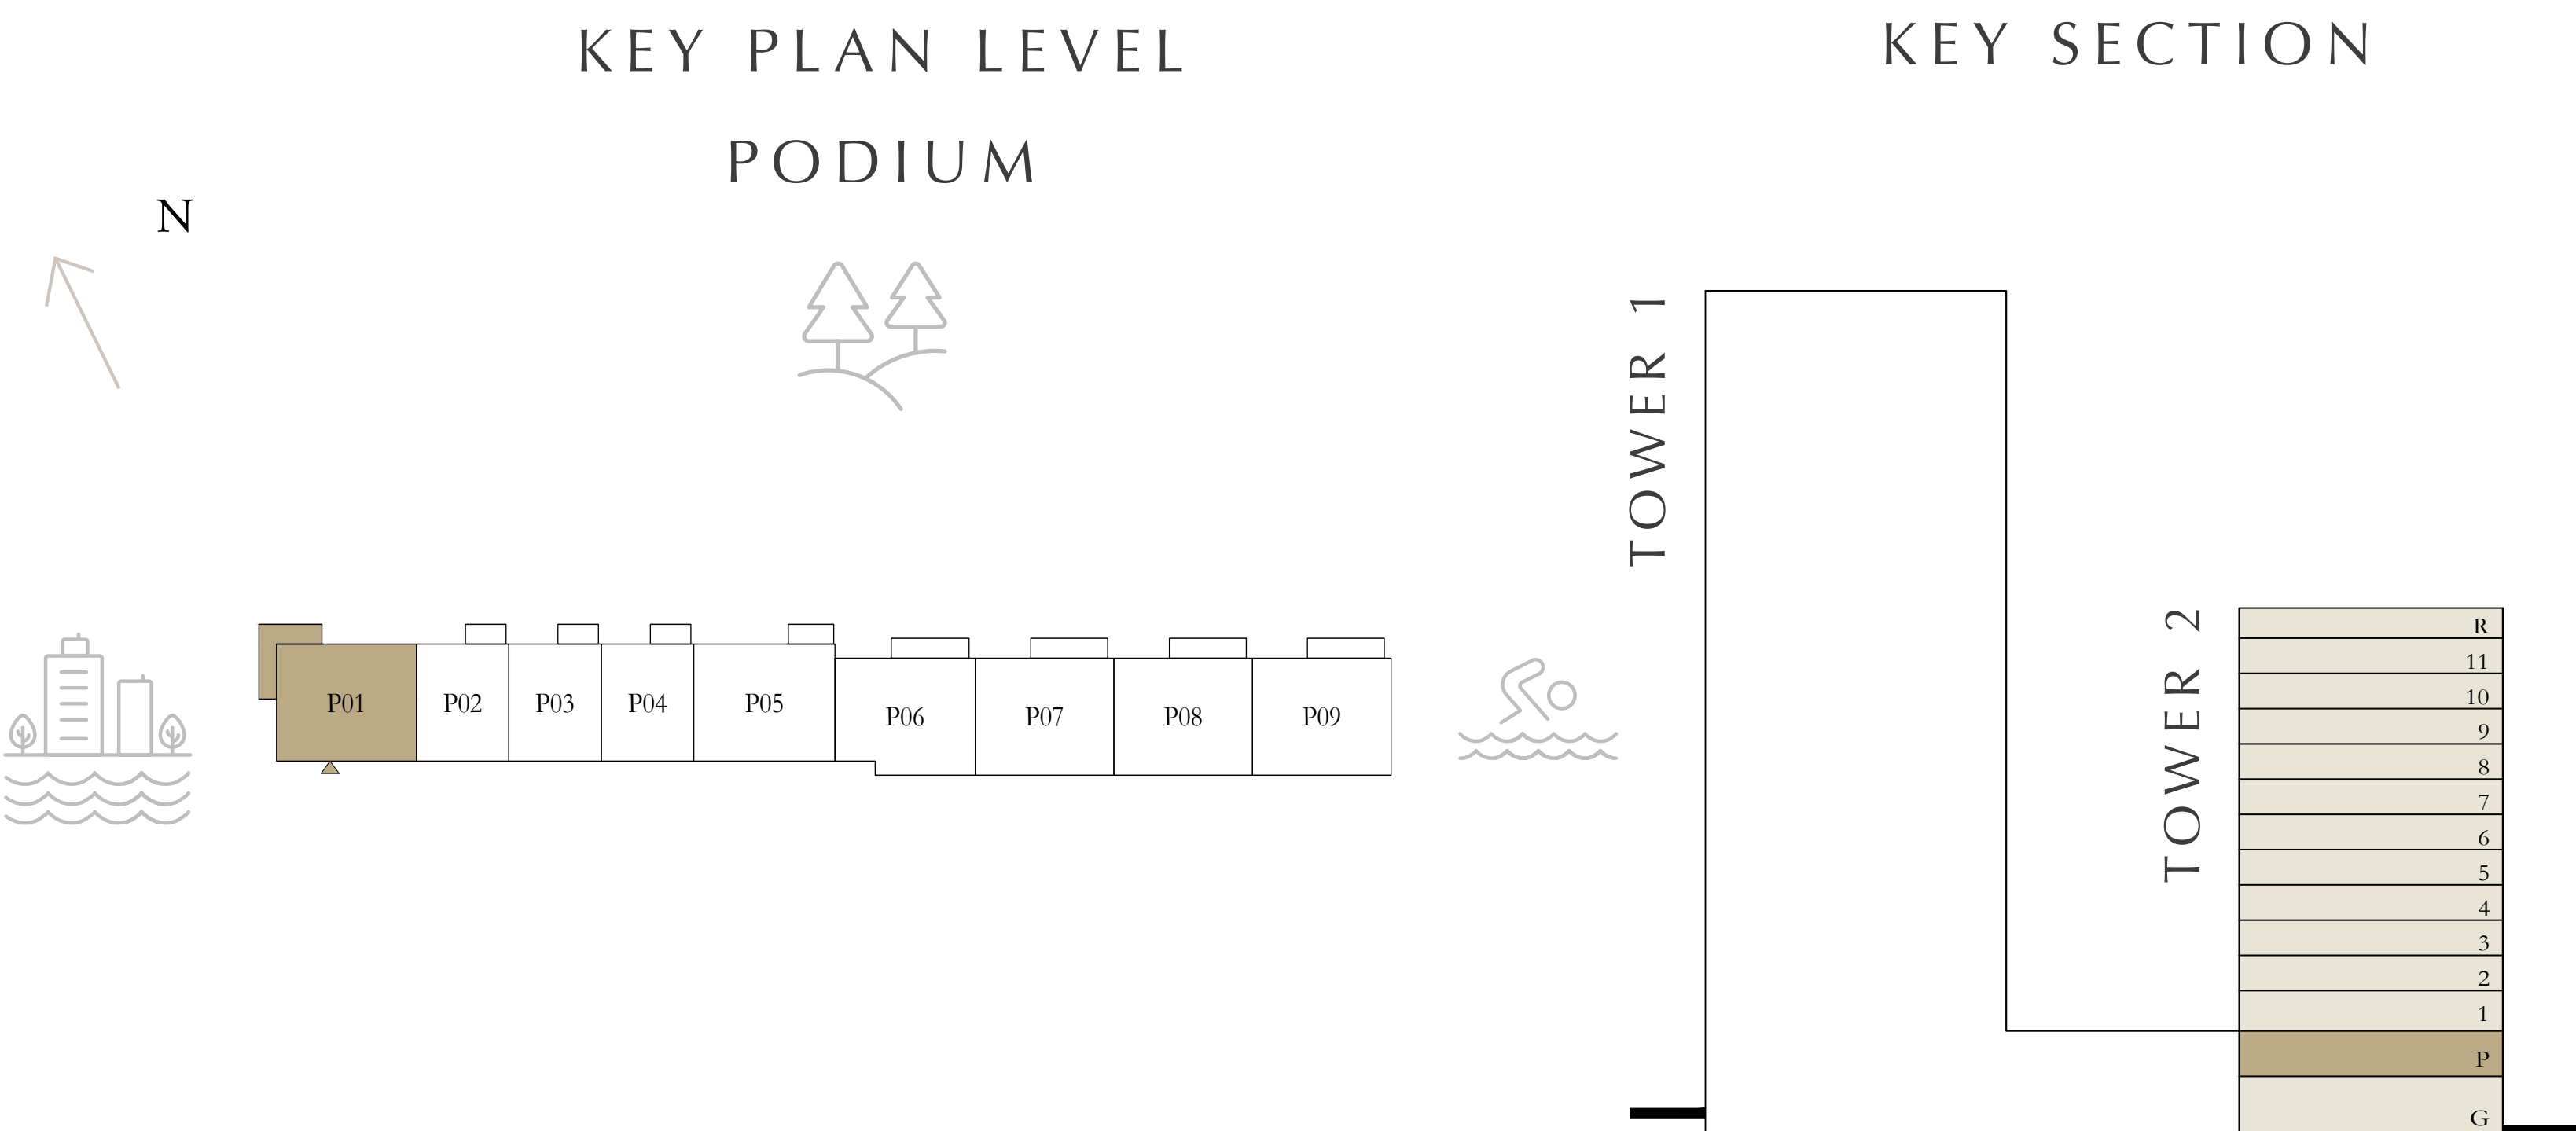 KEY PLAN LEVEL
PODIUM
N
P01
P02
P03
P04
P05
P06
P07
P08
P09
KEY SECTION
TOWER 1
TOWER 2
R
11
10
9
8
7
6
5
4
3
2
1
P
G